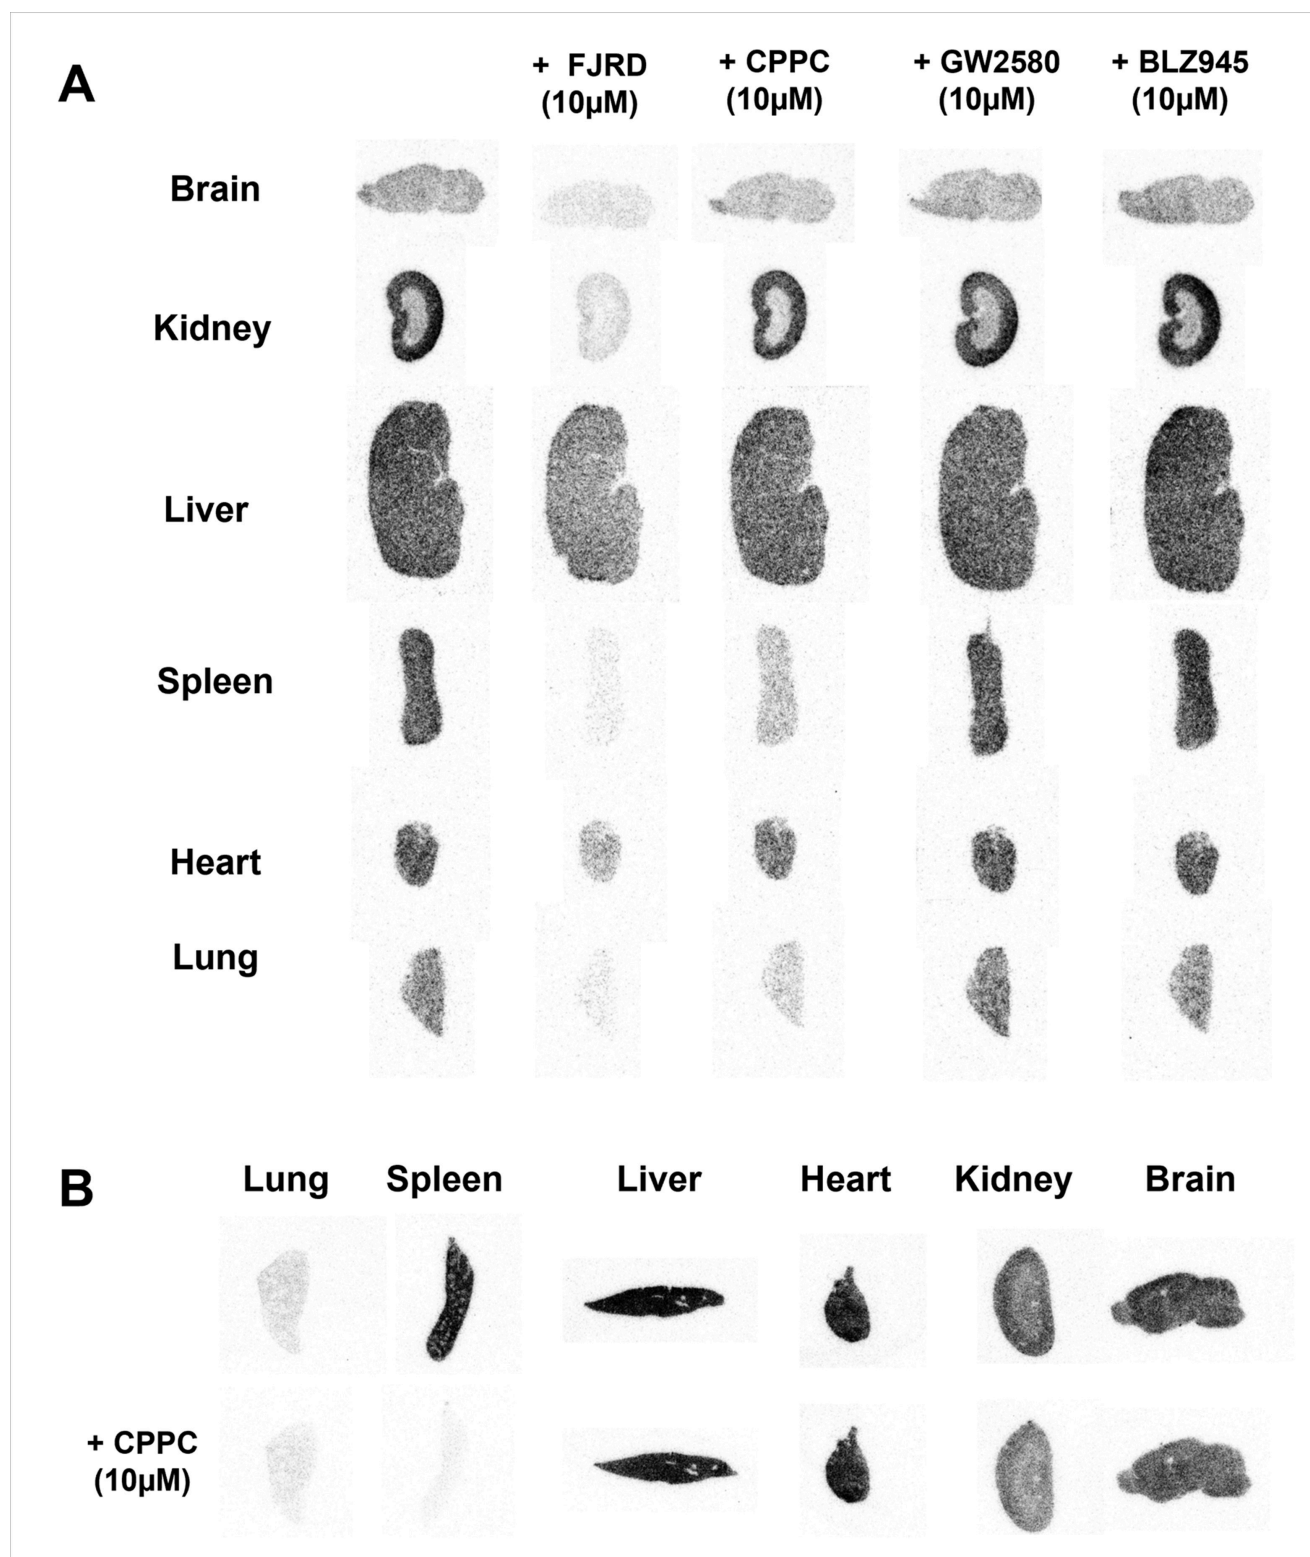 A
+ FJRD
(10µM)
+ CPPC
(10µM)
+ GW2580
(10µM)
+ BLZ945
(10µM)
Brain
Kidney
Liver
Spleen
Heart
Lung
B
Lung
Spleen
Liver
Heart
Kidney
Brain
+ CPPC
(10µM)